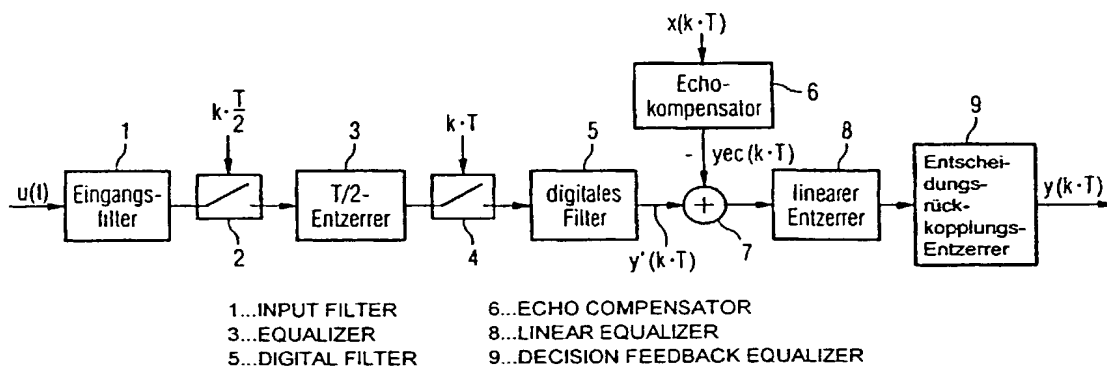 x(k·T)
Echo-
kompensator
6
k·T/2
k·T
- yec(k·T)
1
3
5
8
9
u(t)
Eingangs-
filter
T/2-
Entzerrer
digitales
Filter
+
linearer
Entzerrer
Entschei-
dungs-
rück-
kopplungs-
Entzerrer
y(k·T)
2
4
y'(k·T)
7
1...INPUT FILTER
3...EQUALIZER
5...DIGITAL FILTER
6...ECHO COMPENSATOR
8...LINEAR EQUALIZER
9...DECISION FEEDBACK EQUALIZER